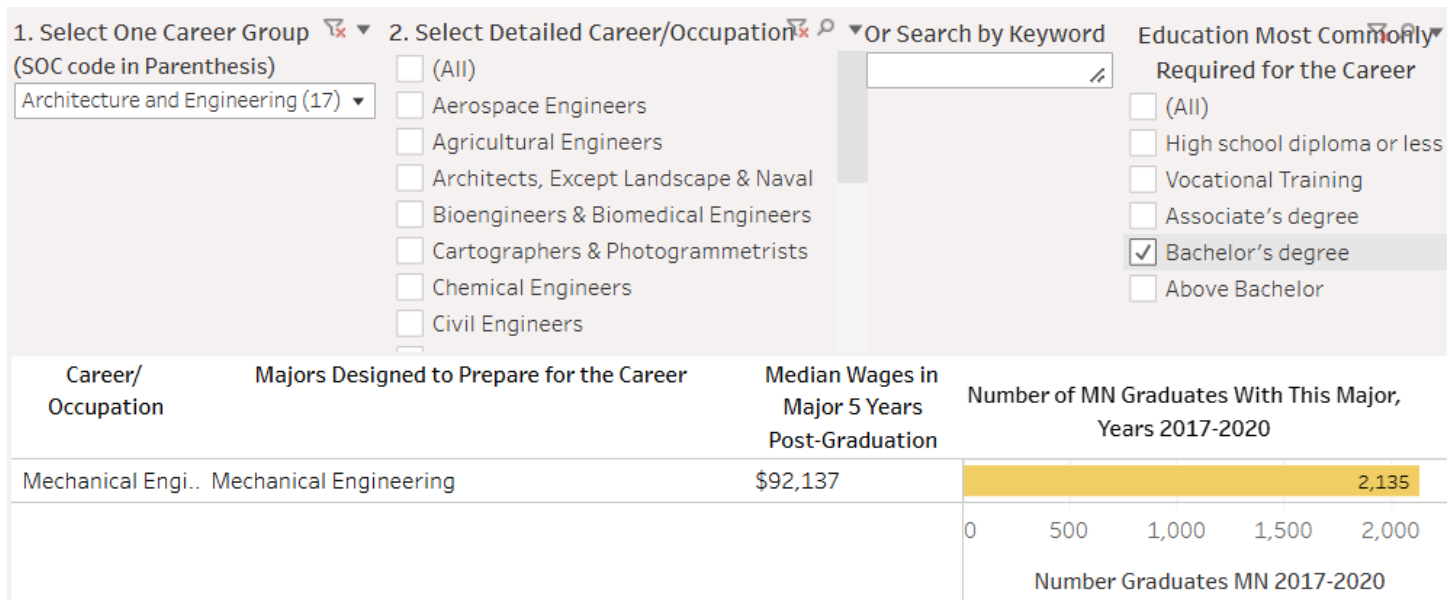 1. Select One Career Group
(SOC code in Parenthesis)
Architecture and Engineering (17)
2. Select Detailed Career/Occupation
(All)
Aerospace Engineers
Agricultural Engineers
Architects, Except Landscape & Naval
Bioengineers & Biomedical Engineers
Cartographers & Photogrammetrists
Chemical Engineers
Civil Engineers
Or Search by Keyword
Education Most Commonly
Required for the Career
(All)
High school diploma or less
Vocational Training
Associate's degree
Bachelor's degree
Above Bachelor
Career/
Occupation
Majors Designed to Prepare for the Career
Median Wages in
Major 5 Years
Post-Graduation
Number of MN Graduates With This Major,
Years 2017-2020
Mechanical Engi.. Mechanical Engineering $92,137 2,135
0 500 1,000 1,500 2,000
Number Graduates MN 2017-2020